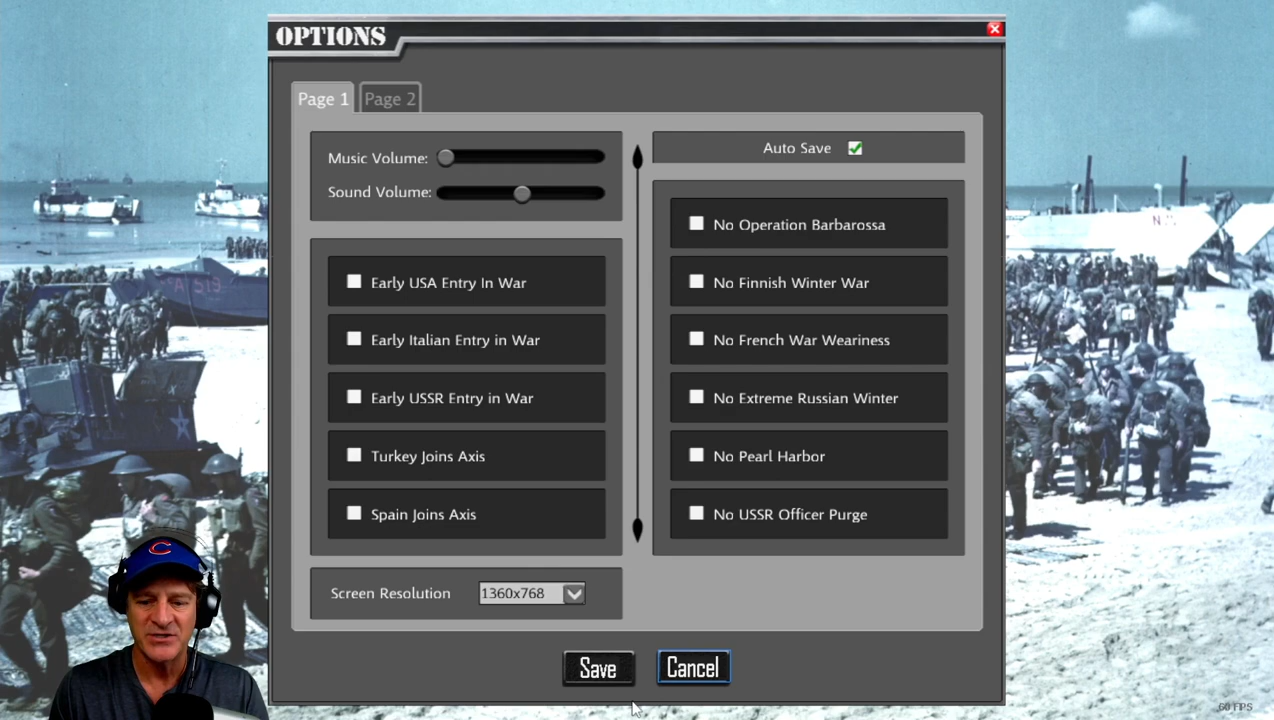 OPTIONS
Page 1
Page 2
Music Volume:
Sound Volume:
Early USA Entry In War
Early Italian Entry in War
Early USSR Entry in War
Turkey Joins Axis
Spain Joins Axis
Screen Resolution
1360x768
Auto Save
No Operation Barbarossa
No Finnish Winter War
No French War Weariness
No Extreme Russian Winter
No Pearl Harbor
No USSR Officer Purge
Save
Cancel
60 FPS
C